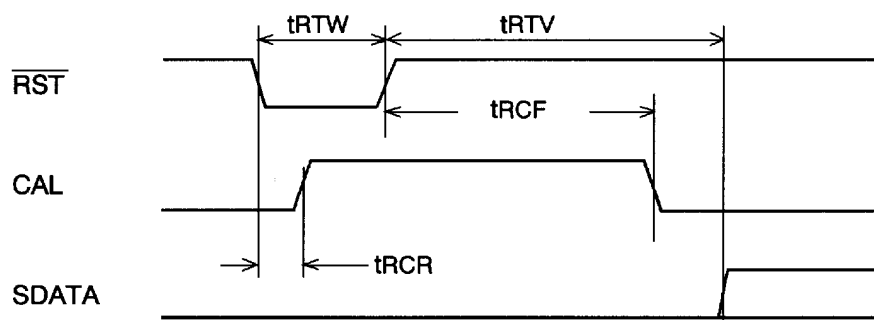 tRTW
tRTV
RST
tRCF
CAL
tRCR
SDATA